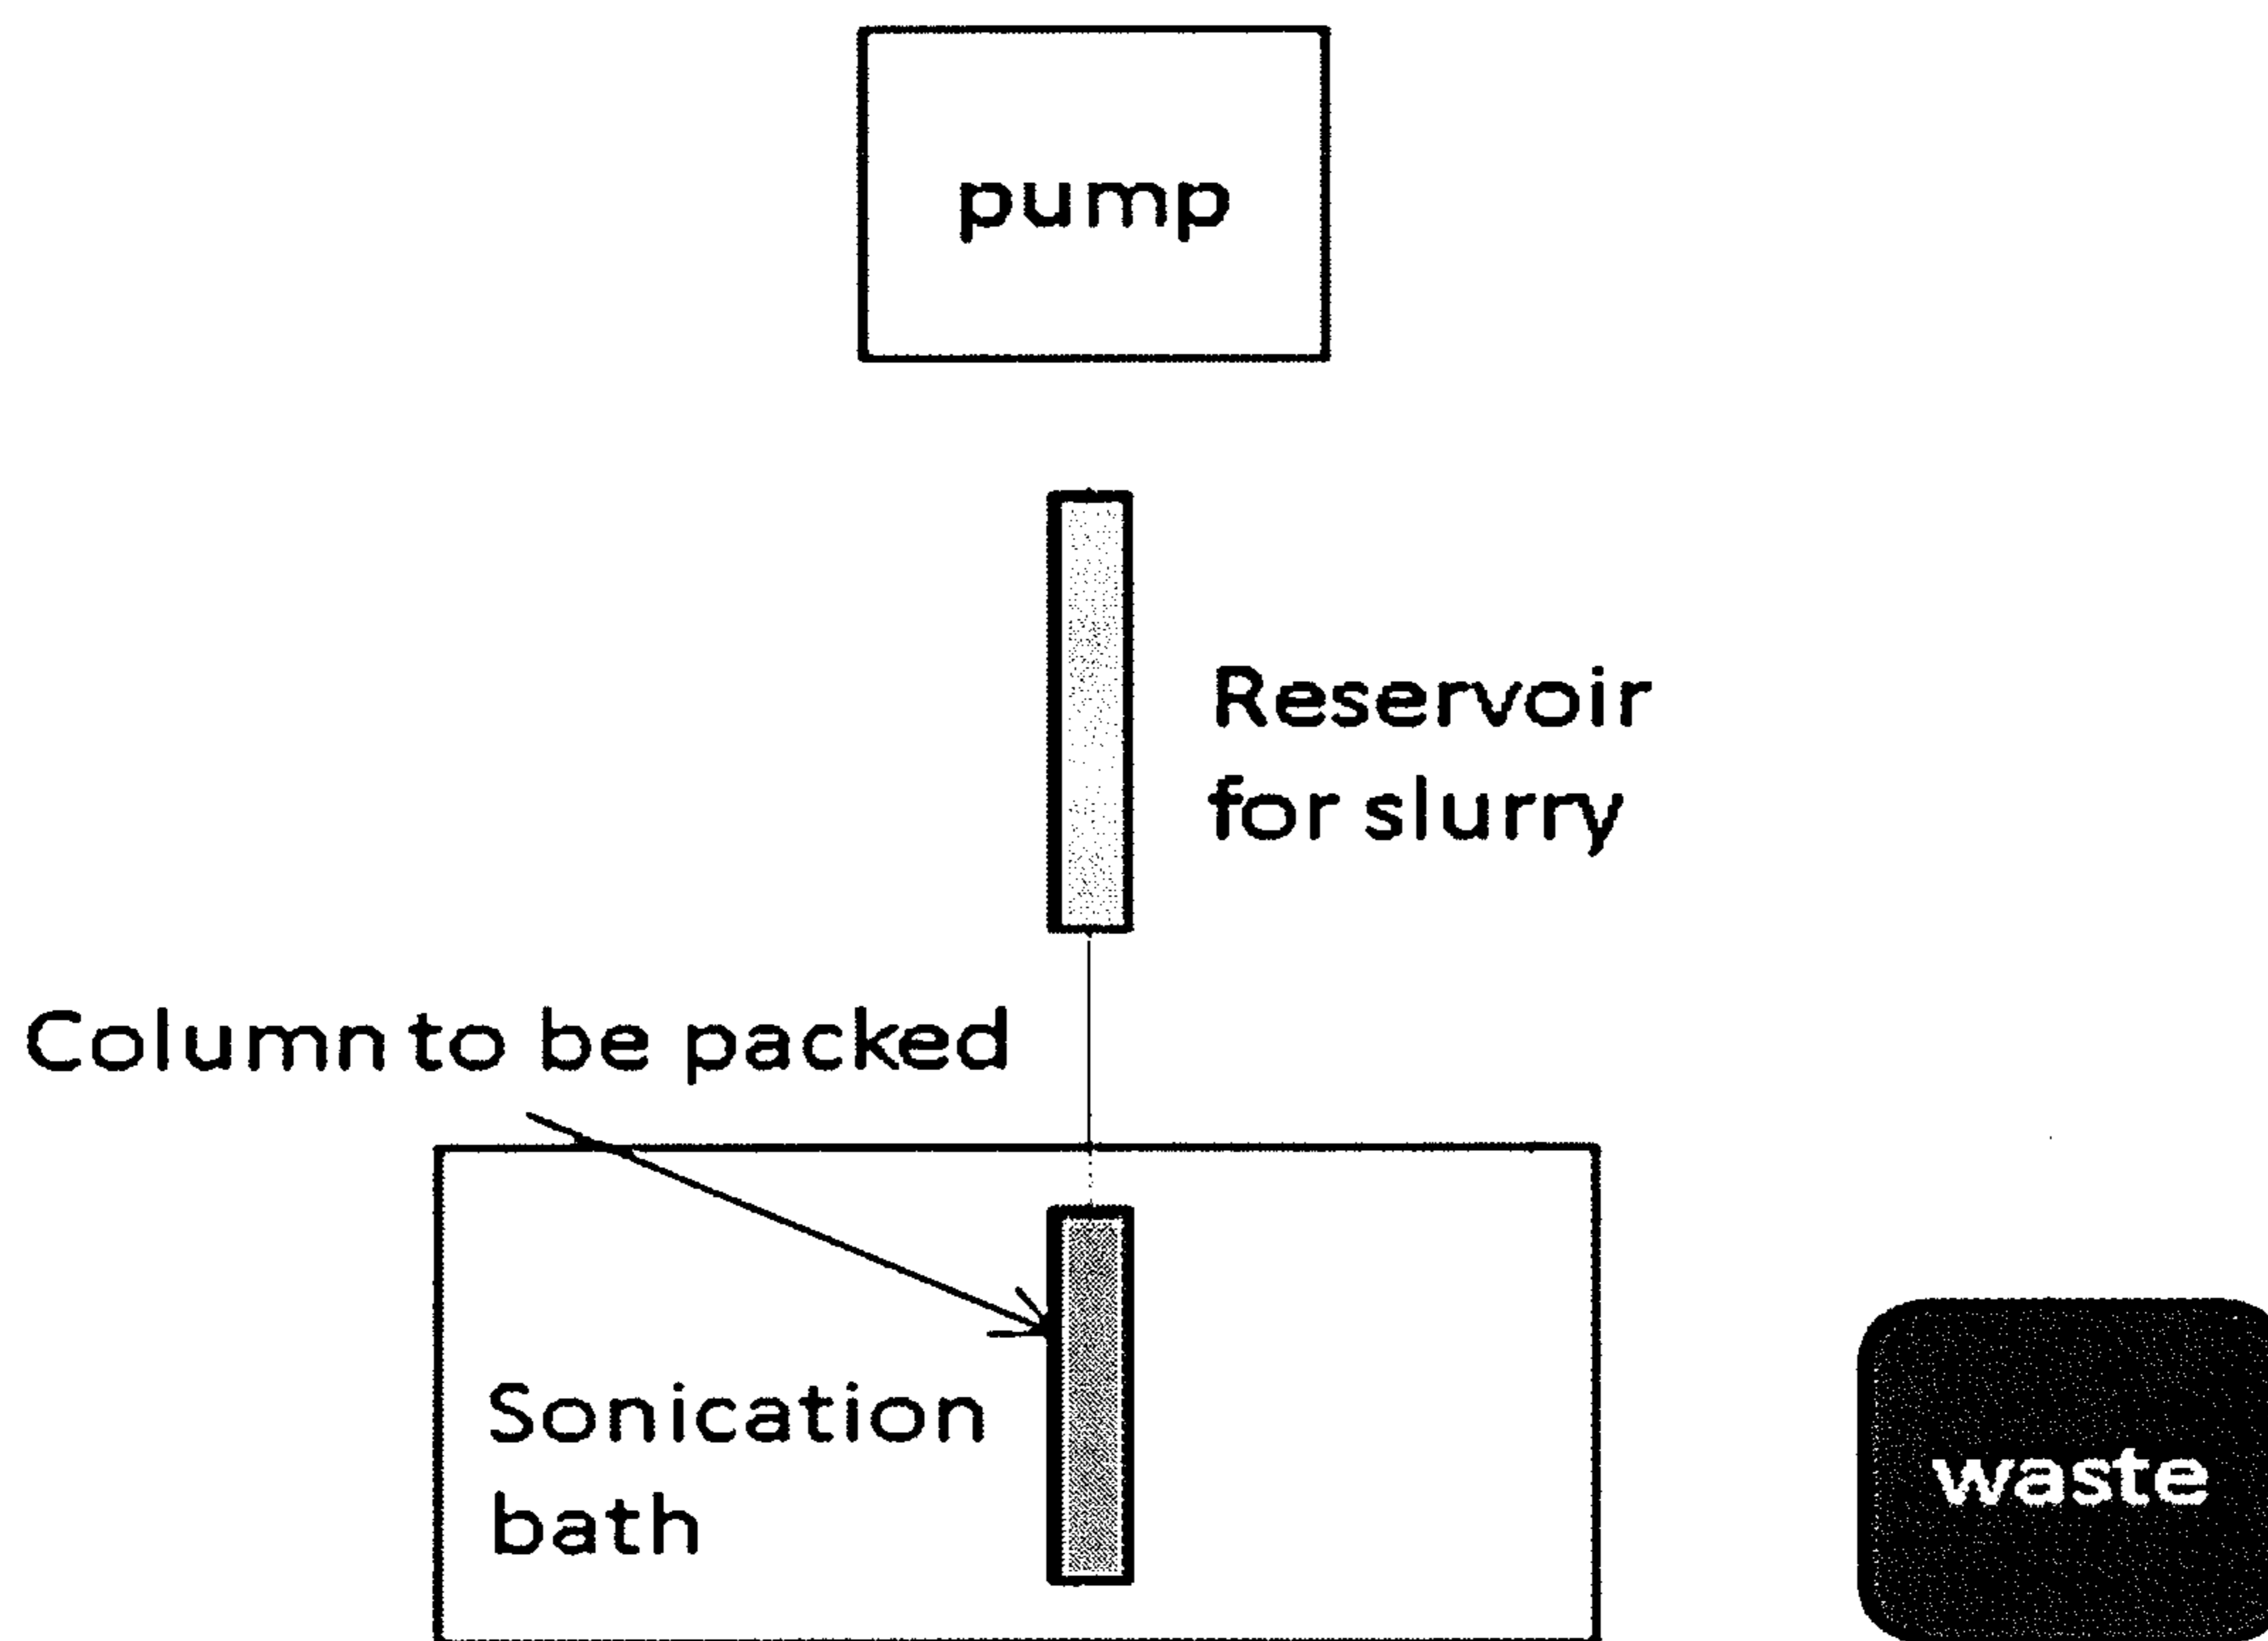 pump
Reservoir
for slurry
Column to be packed
Sonication
bath
waste